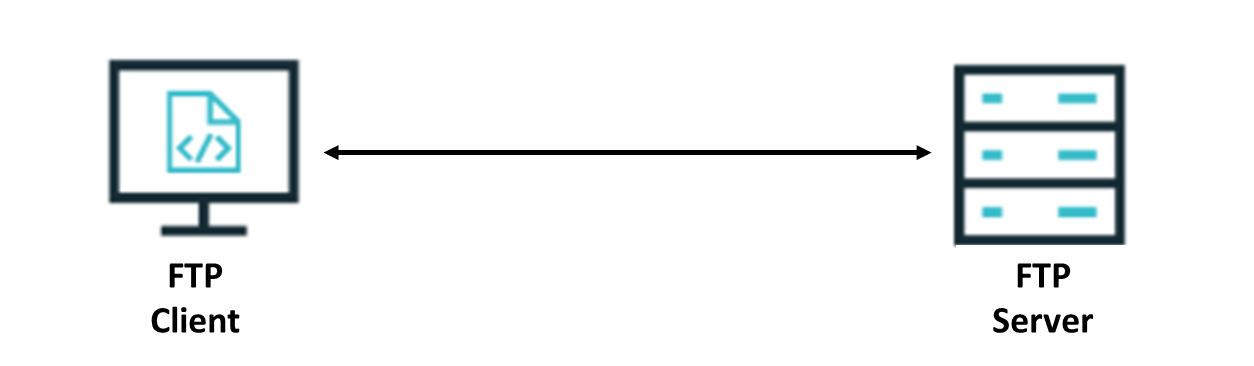 FTP
Client
FTP
Server